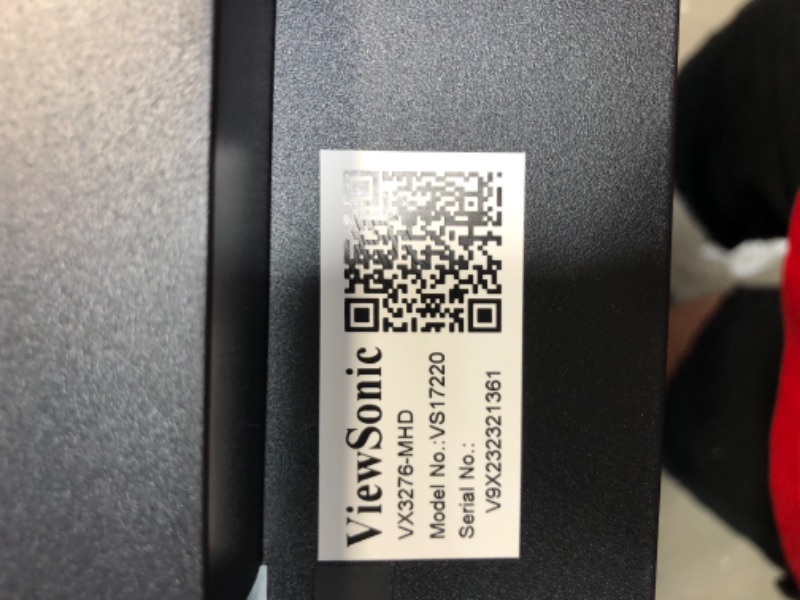 ViewSonic
VX3276-MHD
Model No.:VS17220
Serial No.:
V9X232321361